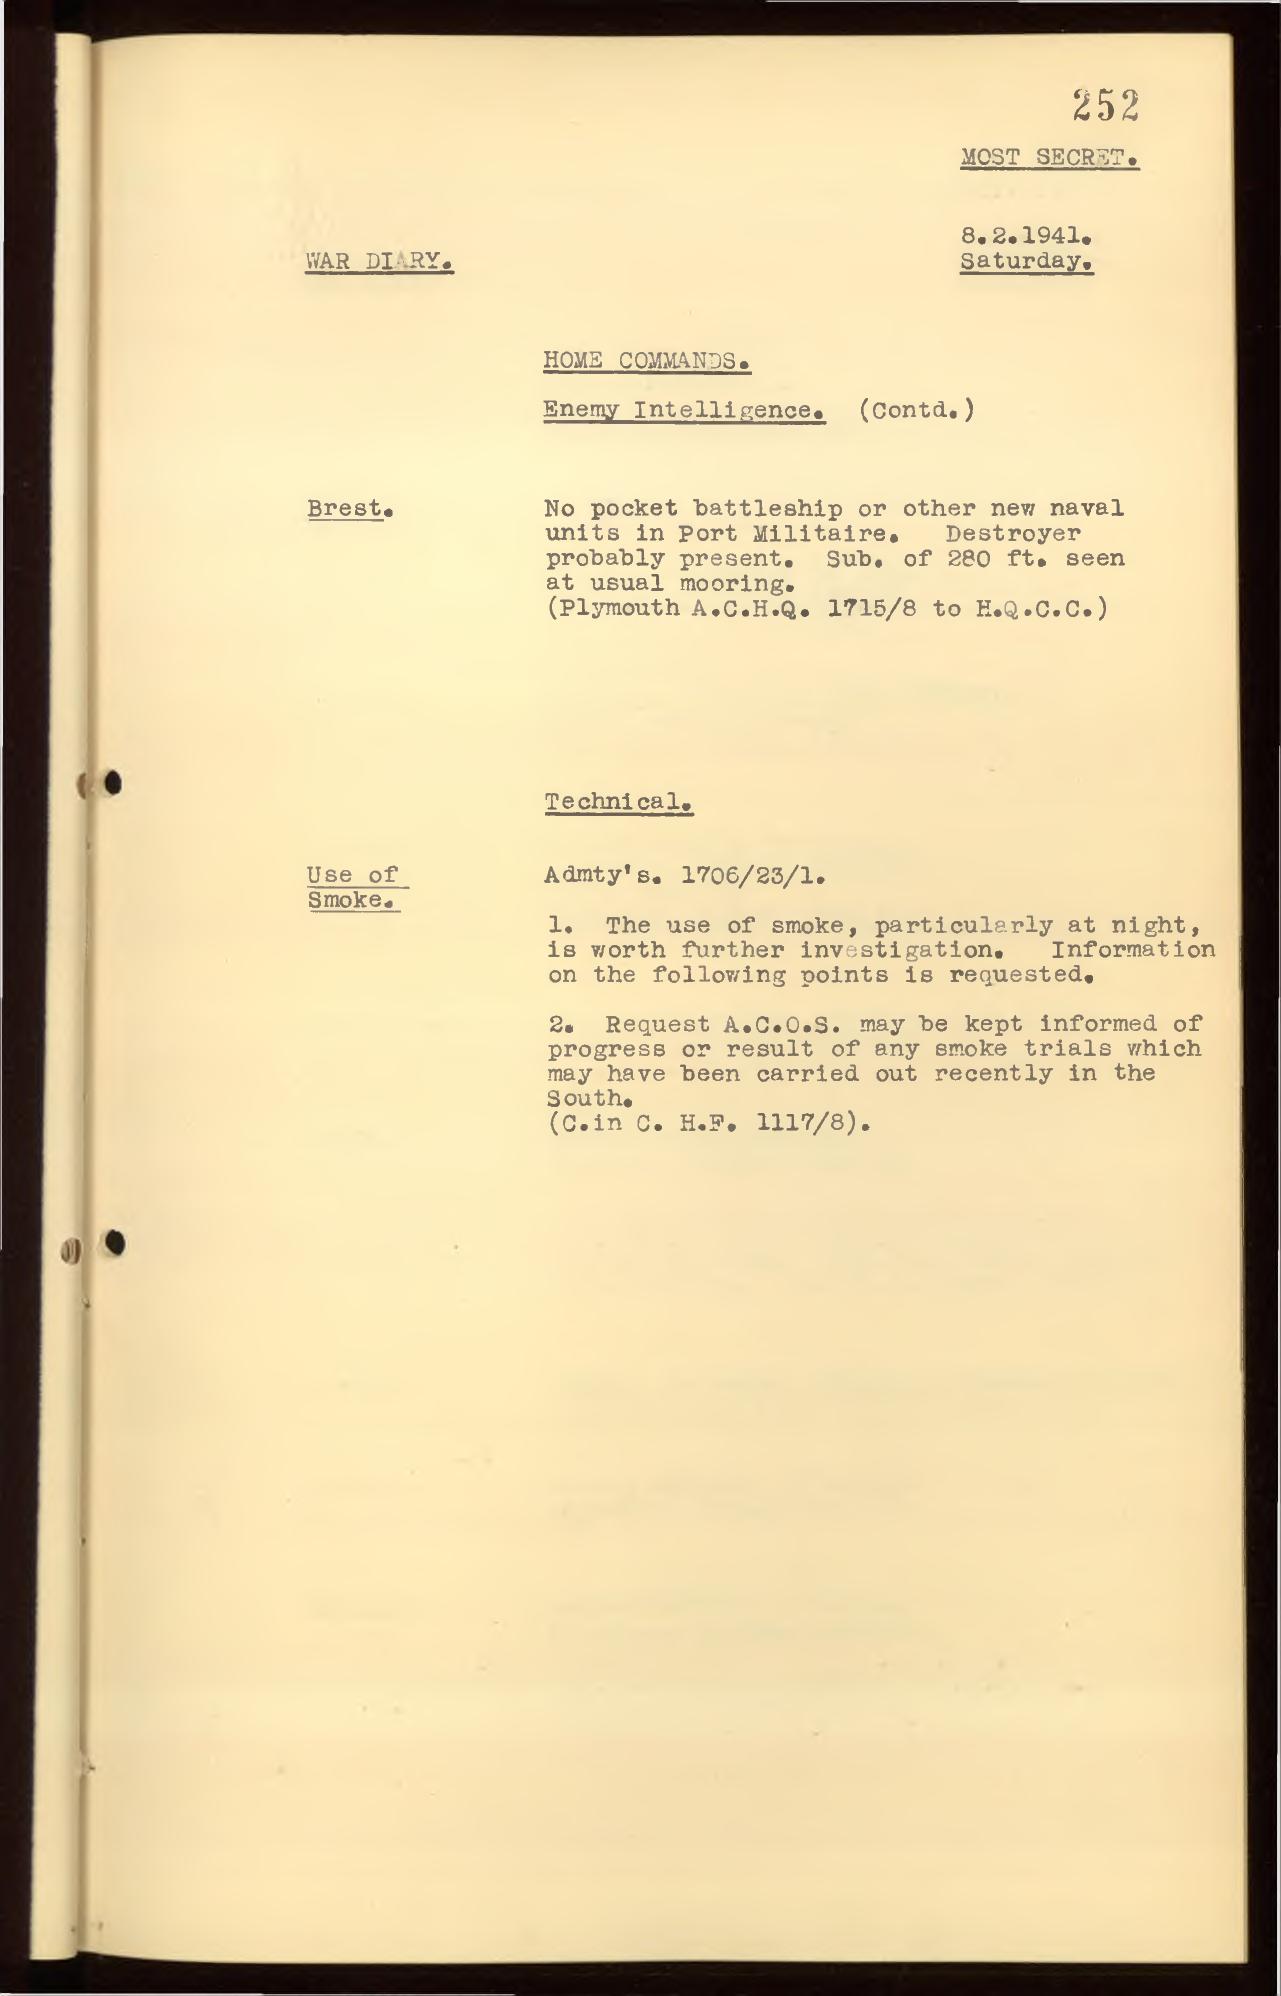 252
MOST SECRET.
8.2.1941.
WAR DIARY.
Saturday.
HOME COMMANDS.
Enemy Intelligence. (Contd.)
Brest.
No pocket battleship or other new naval
units in Port Militaire. Destroyer
probably present. Sub. of 280 ft. seen
at usual mooring.
(Plymouth A.C.H.Q. 1715/8 to H.Q.C.C.)
Technical.
Use of
Smoke.
Admty's. 1706/23/1.
1. The use of smoke, particularly at night,
is worth further investigation. Information
on the following points is requested.
2. Request A.C.O.S. may be kept informed of
progress or result of any smoke trials which
may have been carried out recently in the
South.
(C.in C. H.F. 1117/8).